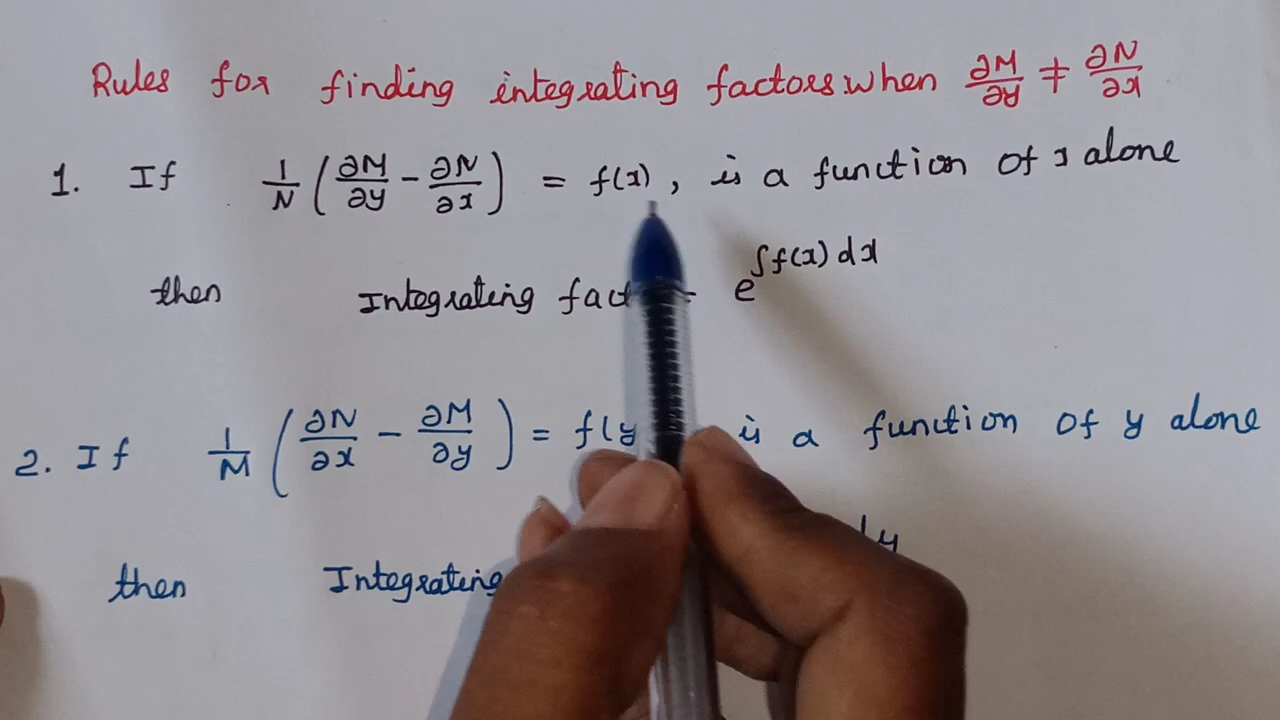 Rules for finding integrating factors when ∂M/∂y ≠ ∂N/∂x
1. If 1/N (∂M/∂y - ∂N/∂x) = f(x), is a function of x alone
then Integrating e^∫f(x)dx
2. If 1/M (∂N/∂x - ∂M/∂y) = f(y is a function of y alone
then Integrating dy